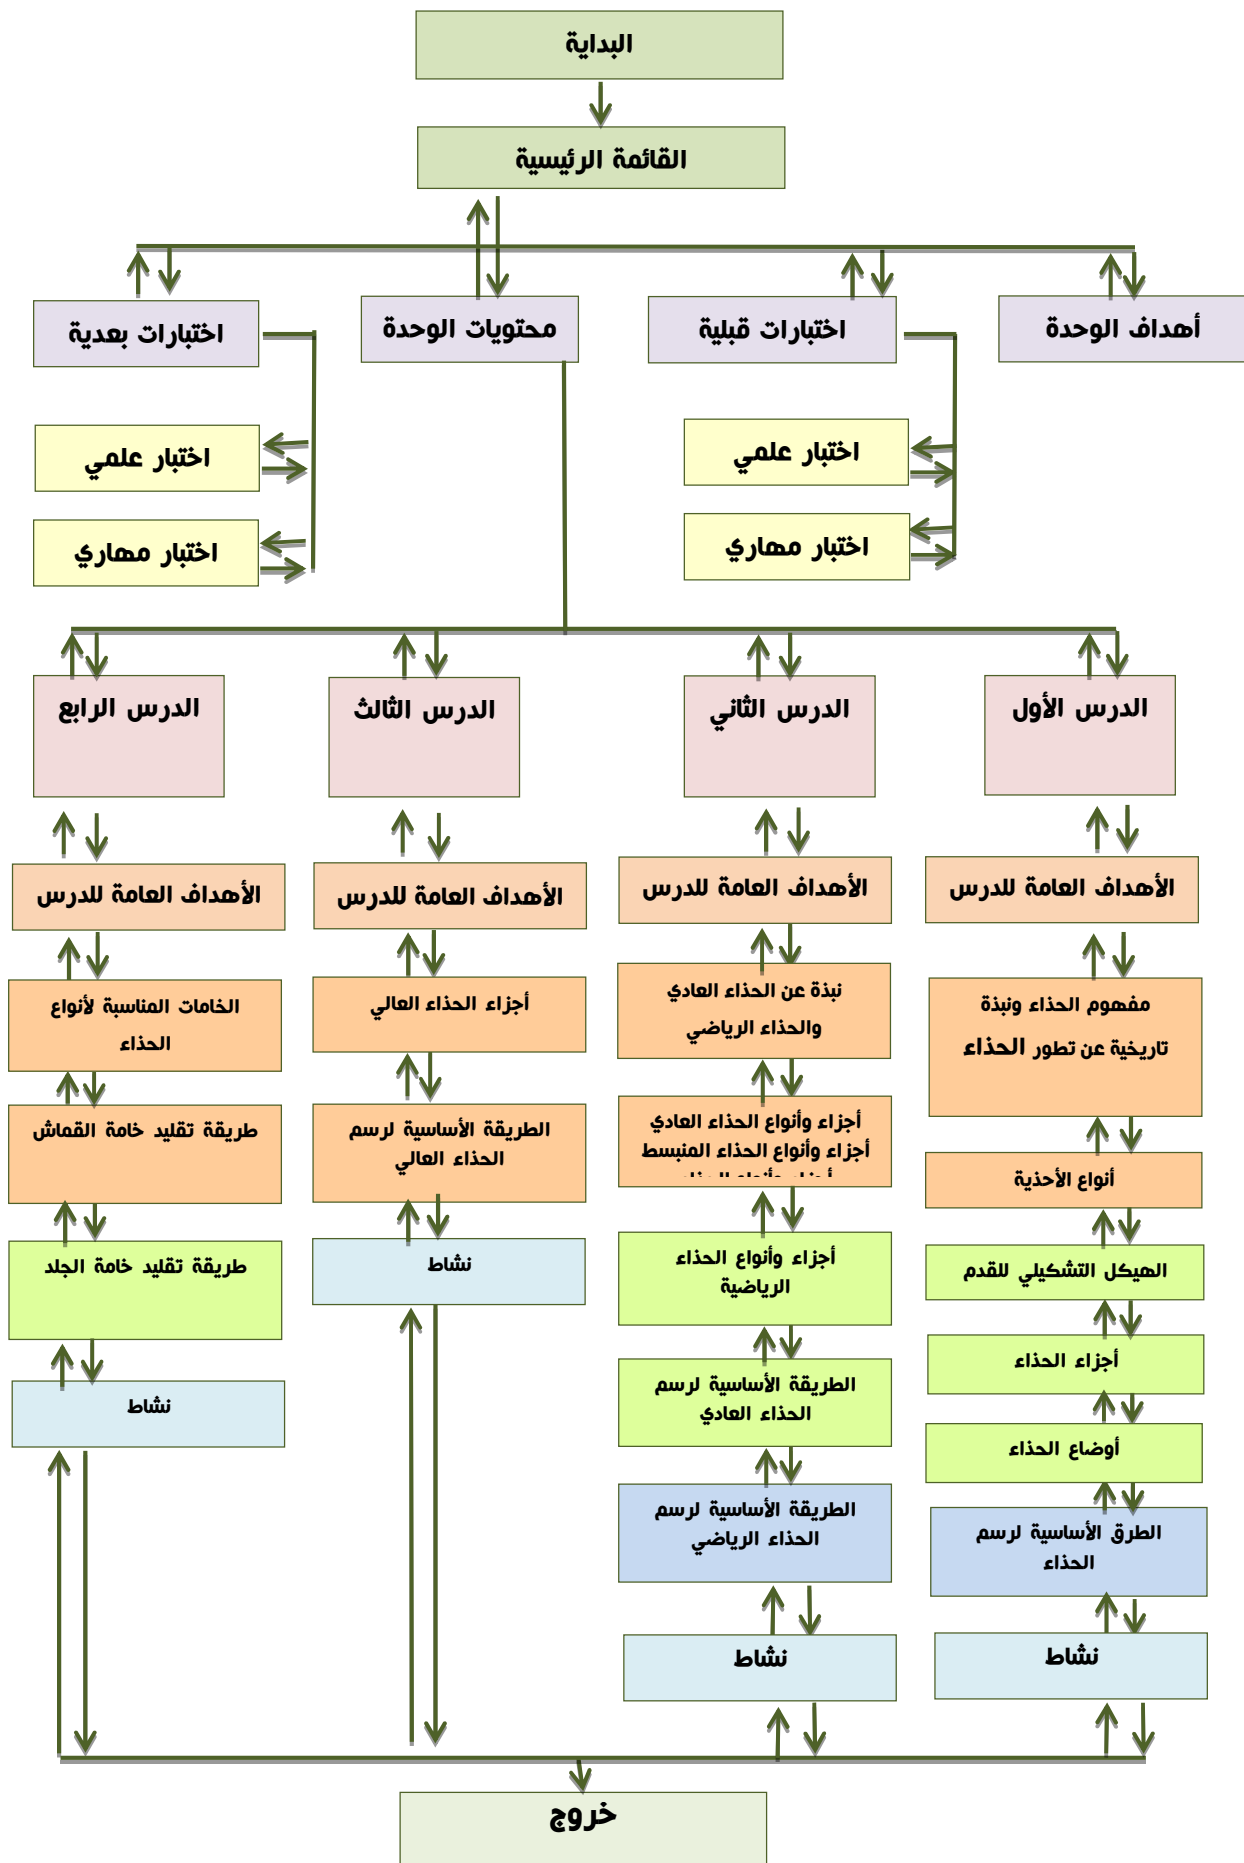 البداية
القائمة الرئيسية
أهداف الوحدة
اختبارات قبلية
محتويات الوحدة
اختبارات بعدية
اختبار علمي
اختبار علمي
اختبار مهاري
اختبار مهاري
الدرس الأول
الدرس الثاني
الدرس الثالث
الدرس الرابع
الأهداف العامة للدرس
الأهداف العامة للدرس
الأهداف العامة للدرس
الأهداف العامة للدرس
مفهوم الحذاء ونبذة
تاريخية عن تطور الحذاء
نبذة عن الحذاء العادي
والحذاء الرياضي
أجزاء الحذاء العالي
الخامات المناسبة لأنواع
الحذاء
أنواع الأحذية
أجزاء وأنواع الحذاء العادي
أجزاء وأنواع الحذاء المنبسط
الطريقة الأساسية لرسم
الحذاء العالي
طريقة تقليد خامة القماش
الهيكل التشكيلي للقدم
أجزاء وأنواع الحذاء
الرياضية
نشاط
طريقة تقليد خامة الجلد
أجزاء الحذاء
الطريقة الأساسية لرسم
الحذاء العادي
نشاط
أوضاع الحذاء
الطريقة الأساسية لرسم
الحذاء الرياضي
الطرق الأساسية لرسم
الحذاء
نشاط
نشاط
خروج